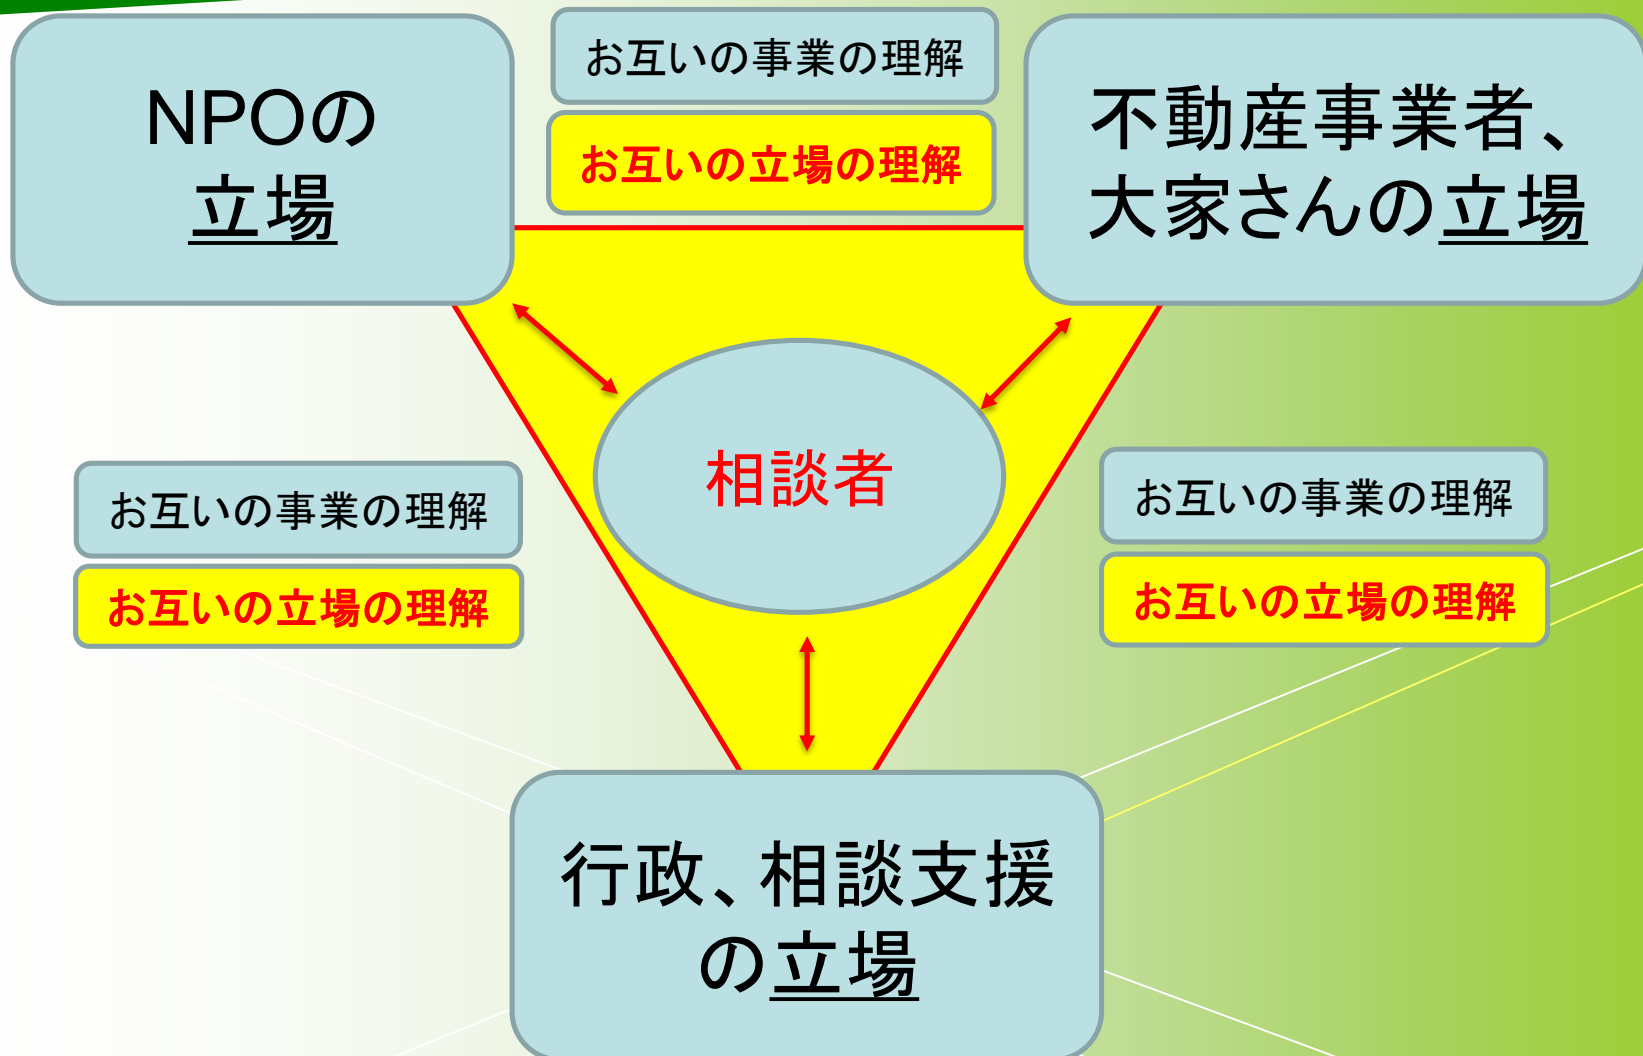 お互いの事業の理解
お互いの立場の理解
NPOの
立場
不動産事業者、
大家さんの立場
相談者
お互いの事業の理解
お互いの立場の理解
お互いの事業の理解
お互いの立場の理解
行政、相談支援
の立場